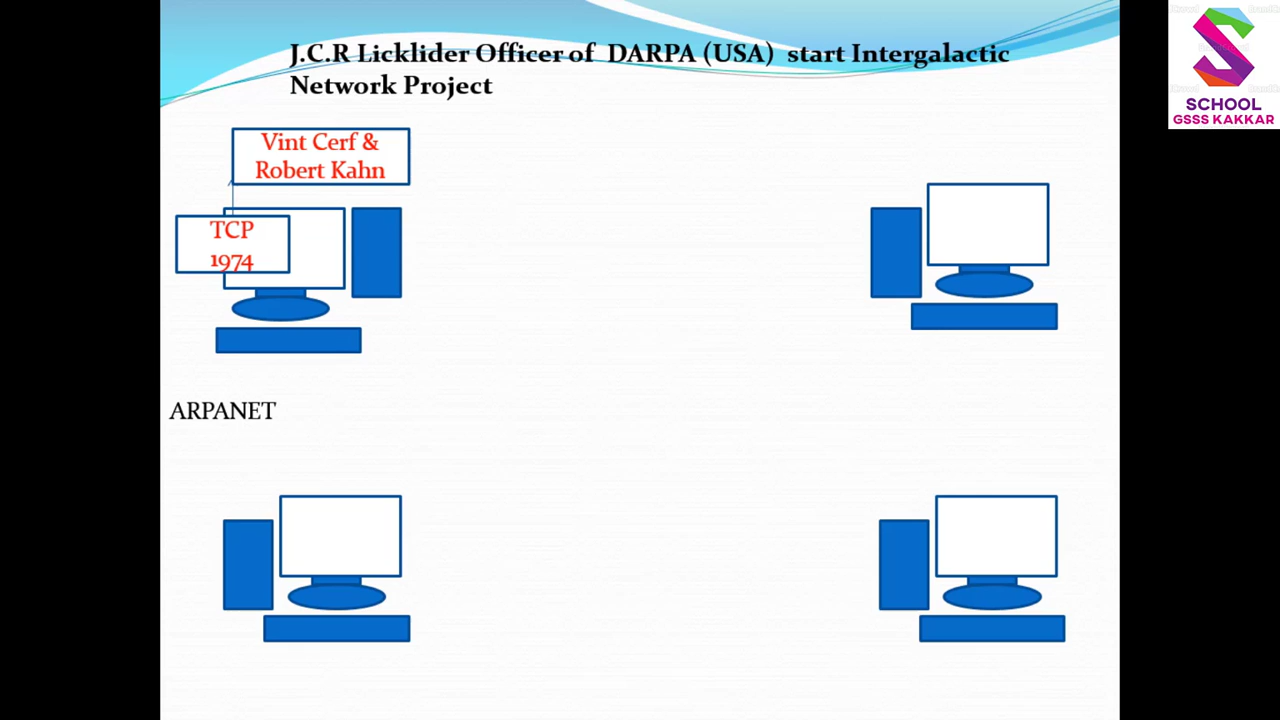 J.C.R Licklider Officer of DARPA (USA) start Intergalactic
Network Project
Vint Cerf &
Robert Kahn
TCP
1974
ARPANET
SCHOOL
GSSS KAKKAR